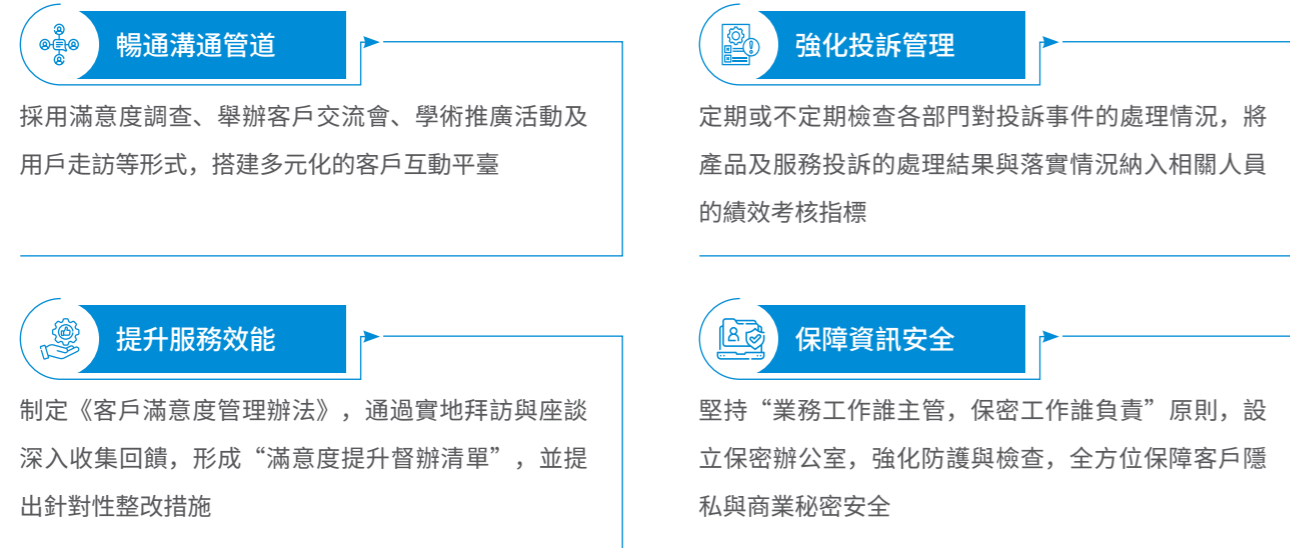 暢通溝通管道
採用滿意度調查、舉辦客戶交流會、學術推廣活動及
用戶走訪等形式，搭建多元化的客戶互動平臺
強化投訴管理
定期或不定期檢查各部門對投訴事件的處理情況，將
產品及服務投訴的處理結果與落實情況納入相關人員
的績效考核指標
提升服務效能
制定《客戶滿意度管理辦法》，通過實地拜訪與座談
深入收集回饋，形成“滿意度提升督辦清單”，並提
出針對性整改措施
保障資訊安全
堅持“業務工作誰主管，保密工作誰負責”原則，設
立保密辦公室，強化防護與檢查，全方位保障客戶隱
私與商業秘密安全